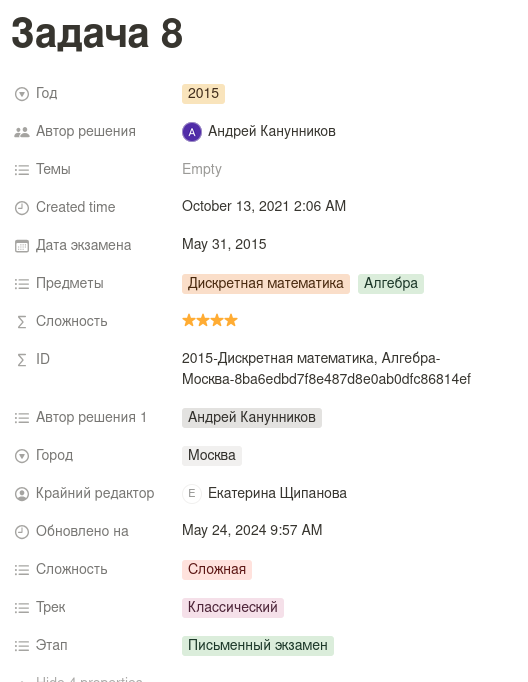 Задача 8
Год 2015
Автор решения А Андрей Канунников
Темы Empty
Created time October 13, 2021 2:06 AM
Дата экзамена May 31, 2015
Предметы Дискретная математика Алгебра
Сложность
ID 2015-Дискретная математика, Алгебра-
Москва-8ba6edbd7f8e487d8e0ab0dfc86814ef
Автор решения 1 Андрей Канунников
Город Москва
Крайний редактор Е Екатерина Щипанова
Обновлено на May 24, 2024 9:57 AM
Сложность Сложная
Трек Классический
Этап Письменный экзамен
Hide 4 properties